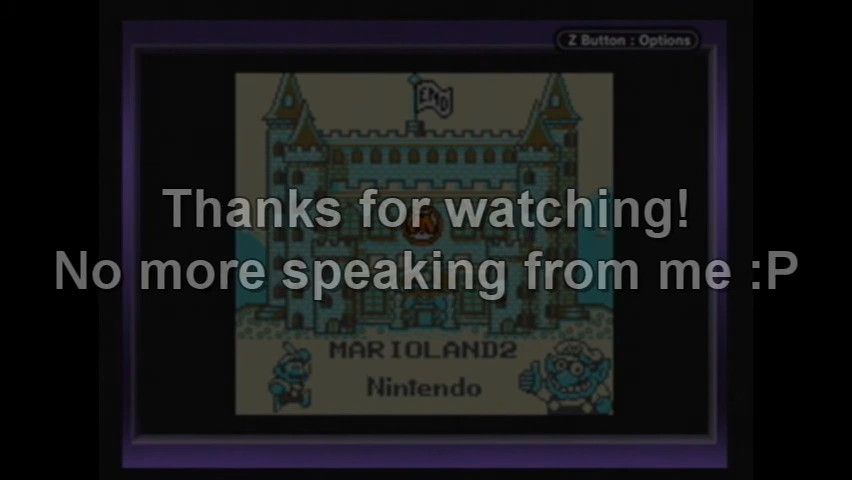 Z Button : Options
END
Thanks for watching!
No more speaking from me :P
MARIOLAND2
Nintendo